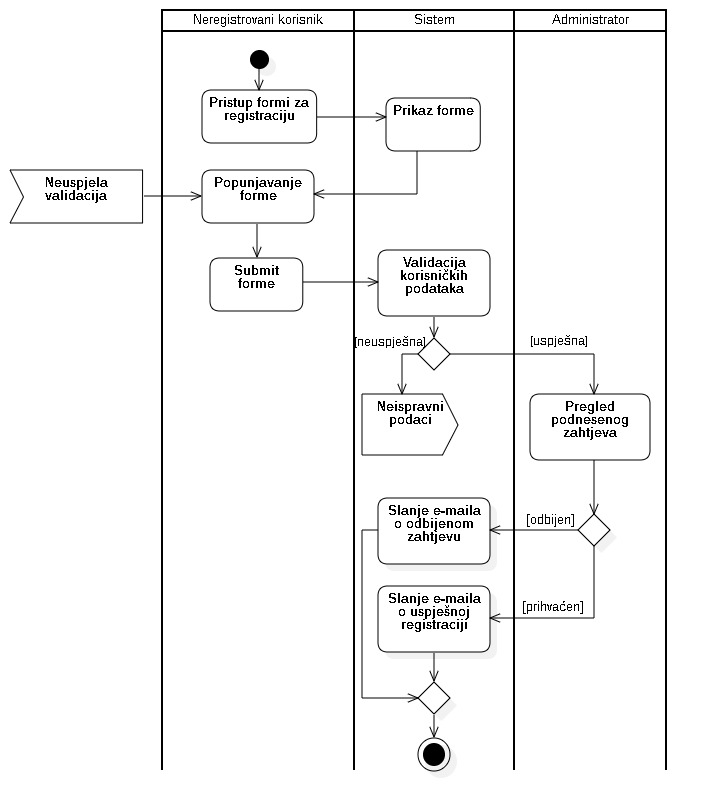 Neregistrovani korisnik
Sistem
Administrator
Pristup formi za
registraciju
Prikaz forme
Neuspjela
validacija
Popunjavanje
forme
Submit
forme
Validacija
korisničkih
podataka
[neuspješna]
[uspješna]
Neispravni
podaci
Pregled
podnesenog
zahtjeva
Slanje e-maila
o odbijenom
zahtjevu
[odbijen]
Slanje e-maila
o uspješnoj
registraciji
[prihvaćen]